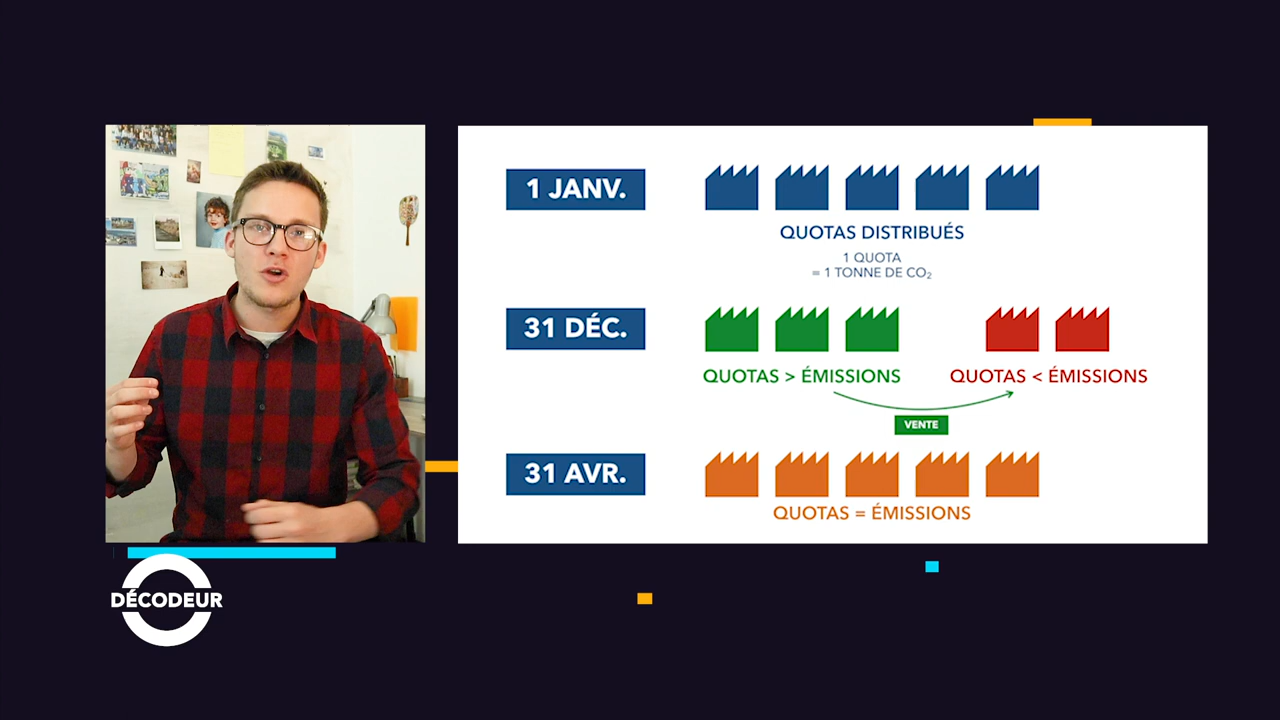 1 JANV.
QUOTAS DISTRIBUÉS
1 QUOTA
= 1 TONNE DE CO₂
31 DÉC.
QUOTAS > ÉMISSIONS
QUOTAS < ÉMISSIONS
VENTE
31 AVR.
QUOTAS = ÉMISSIONS
DÉCODEUR